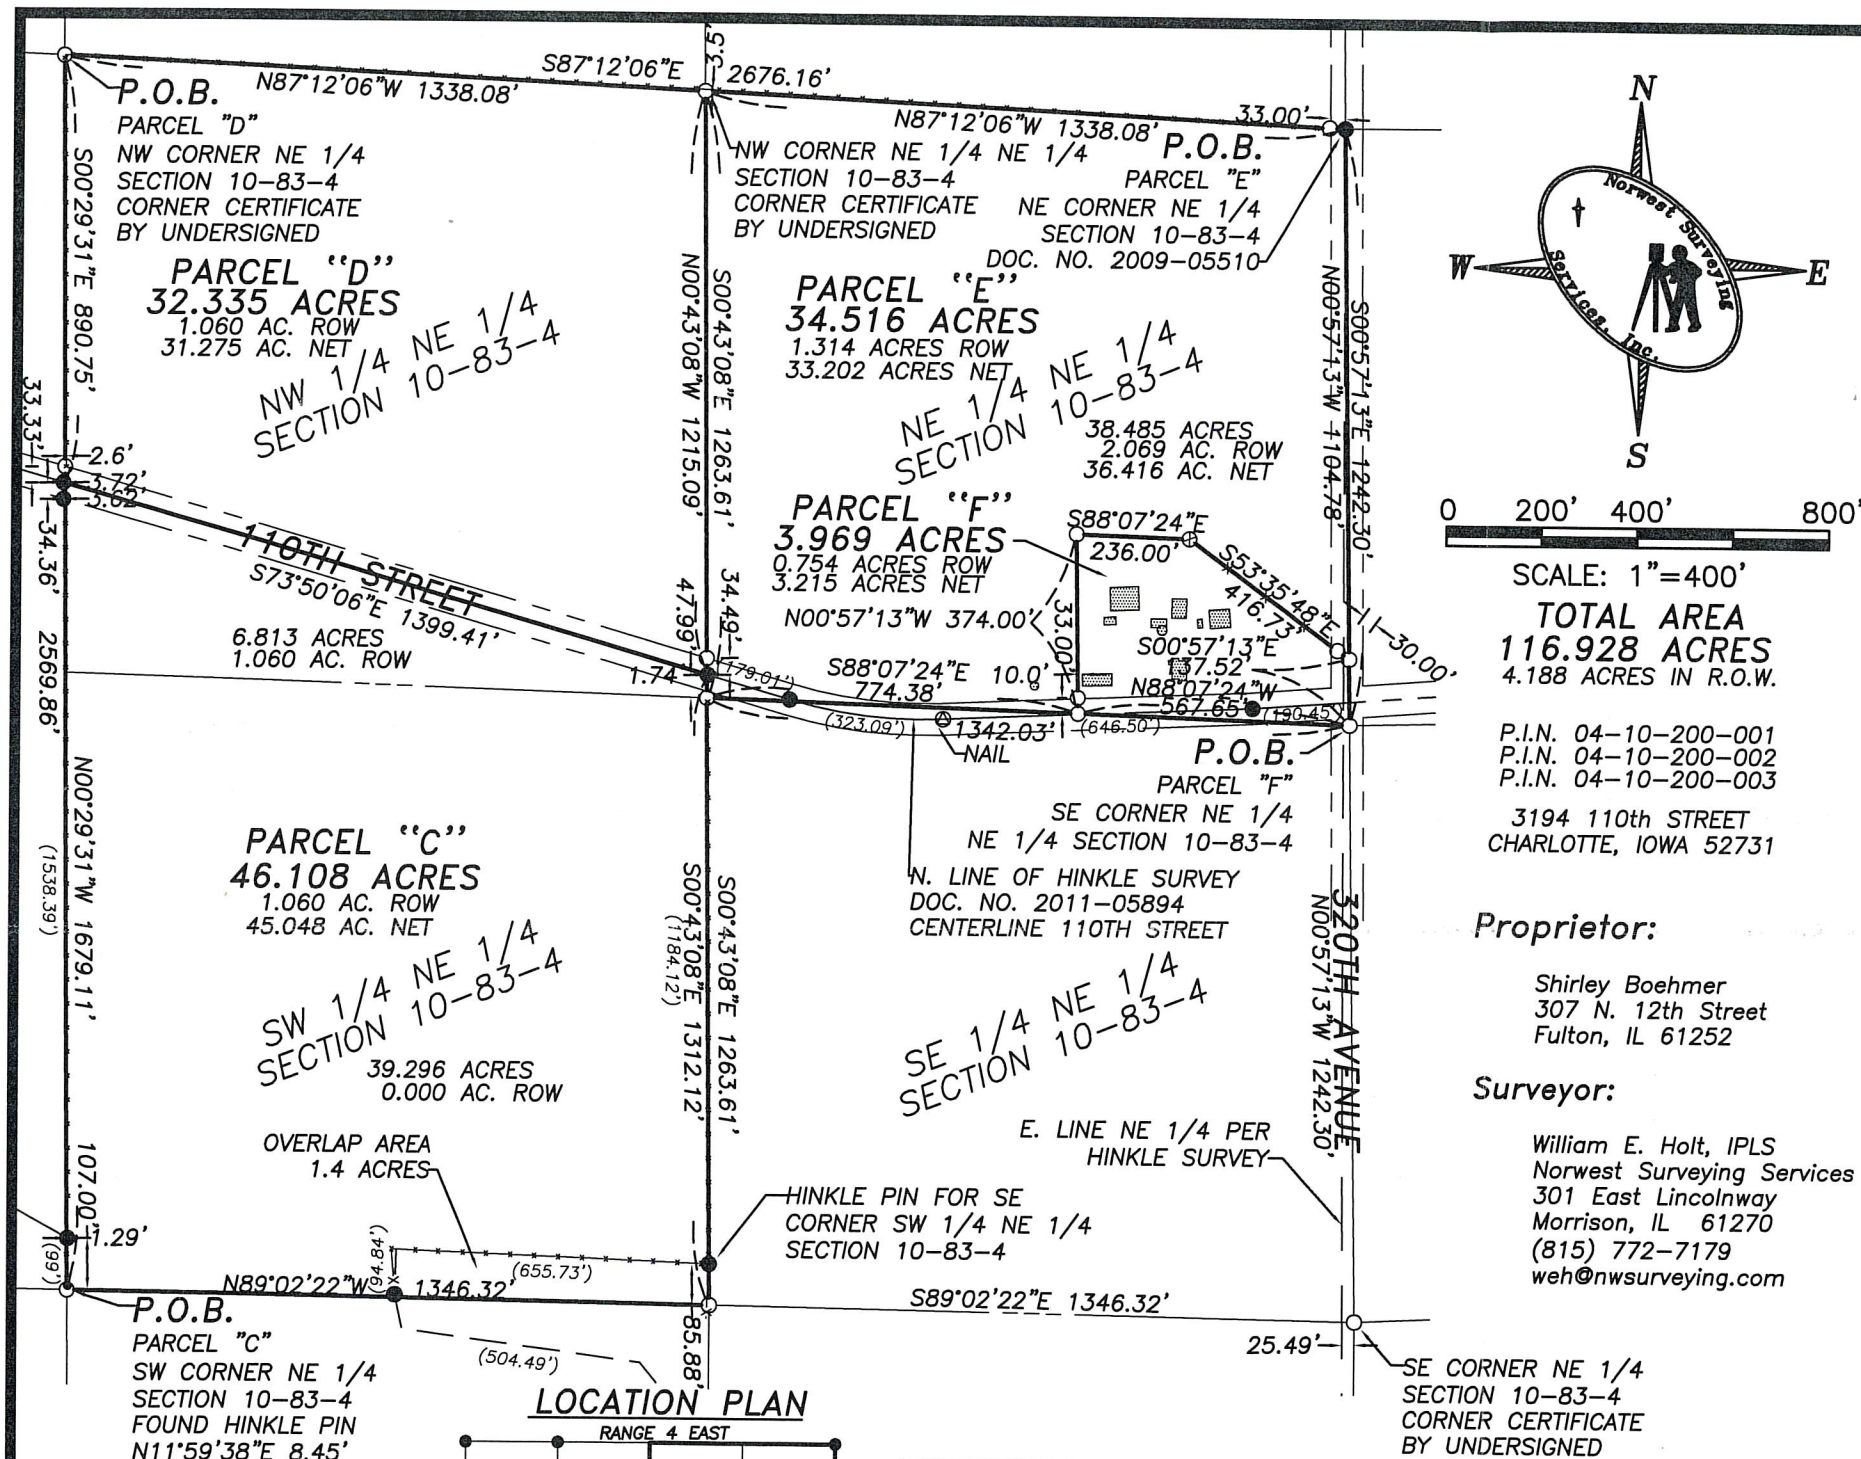 S87°12'06"E
3.5'
2676.16'
N87°12'06"W 1338.08'
N87°12'06"W 1338.08'
33.00'
P.O.B.
PARCEL "D"
NW CORNER NE 1/4
SECTION 10-83-4
CORNER CERTIFICATE
BY UNDERSIGNED
NW CORNER NE 1/4 NE 1/4
SECTION 10-83-4
CORNER CERTIFICATE
BY UNDERSIGNED
P.O.B.
PARCEL "E"
NE CORNER NE 1/4
SECTION 10-83-4
DOC. NO. 2009-05510
N
W
E
S
Norwest Surveying
Services, Inc.
S00°29'31"E 890.75'
PARCEL "D"
32.335 ACRES
1.060 AC. ROW
31.275 AC. NET
NW 1/4 NE 1/4
SECTION 10-83-4
N00°43'08"W 1215.09'
S00°43'08"E 1263.61'
PARCEL "E"
34.516 ACRES
1.314 ACRES ROW
33.202 ACRES NET
NE 1/4 NE 1/4
SECTION 10-83-4
38.485 ACRES
2.069 AC. ROW
36.416 AC. NET
N00°57'13"W 1104.78'
S00°57'13"E 1242.30'
0 200' 400' 800'
SCALE: 1"=400'
TOTAL AREA
116.928 ACRES
4.188 ACRES IN R.O.W.
P.I.N. 04-10-200-001
P.I.N. 04-10-200-002
P.I.N. 04-10-200-003
3194 110th STREET
CHARLOTTE, IOWA 52731
33.33'
2.6'
3.72'
3.62'
34.36'
2569.86'
110TH STREET
S73°50'06"E 1399.41'
6.813 ACRES
1.060 AC. ROW
PARCEL "F"
3.969 ACRES
0.754 ACRES ROW
3.215 ACRES NET
N00°57'13"W 374.00'
S88°07'24"E
236.00'
S53°35'48"E
416.73'
S00°57'13"E
137.52'
30.00'
33.00'
10.0'
47.99'
34.49'
1.74'
(179.01')
S88°07'24"E
774.38'
N88°07'24"W
567.65'
(190.45')
(323.09')
1342.03'
(646.50')
NAIL
P.O.B.
PARCEL "F"
SE CORNER NE 1/4
NE 1/4 SECTION 10-83-4
N. LINE OF HINKLE SURVEY
DOC. NO. 2011-05894
CENTERLINE 110TH STREET
N00°29'31"W 1679.11'
(1538.39')
PARCEL "C"
46.108 ACRES
1.060 AC. ROW
45.048 AC. NET
SW 1/4 NE 1/4
SECTION 10-83-4
39.296 ACRES
0.000 AC. ROW
S00°43'08"E 1312.12'
(1184.12')
S00°43'08"E 1263.61'
SE 1/4 NE 1/4
SECTION 10-83-4
320TH AVENUE
N00°57'13"W 1242.30'
Proprietor:
Shirley Boehmer
307 N. 12th Street
Fulton, IL 61252
Surveyor:
William E. Holt, IPLS
Norwest Surveying Services
301 East Lincolnway
Morrison, IL 61270
(815) 772-7179
weh@nwsurveying.com
OVERLAP AREA
1.4 ACRES
E. LINE NE 1/4 PER
HINKLE SURVEY
HINKLE PIN FOR SE
CORNER SW 1/4 NE 1/4
SECTION 10-83-4
107.00'
1.29'
(99')
(94.84')
(655.73')
N89°02'22"W 1346.32'
S89°02'22"E 1346.32'
(504.49')
85.88'
25.49'
P.O.B.
PARCEL "C"
SW CORNER NE 1/4
SECTION 10-83-4
FOUND HINKLE PIN
N11°59'38"E 8.45'
SE CORNER NE 1/4
SECTION 10-83-4
CORNER CERTIFICATE
BY UNDERSIGNED
LOCATION PLAN
RANGE 4 EAST